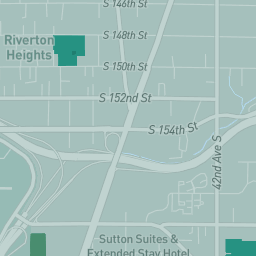 S 146th St
Riverton
Heights
S 148th St
S 150th St
S 152nd St
S 154th St
42nd Ave S
Sutton Suites &
Extended Stay Hotel